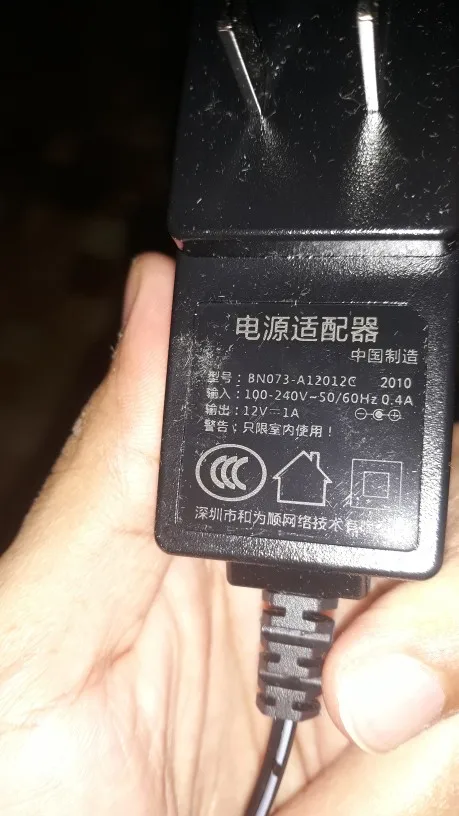 电源适配器
中国制造
型号：BN073-A12012C 2010
输入：100-240V~50/60Hz 0.4A
输出：12V⎓1A
警告：只限室内使用！
CCC
深圳市和为顺网络技术有